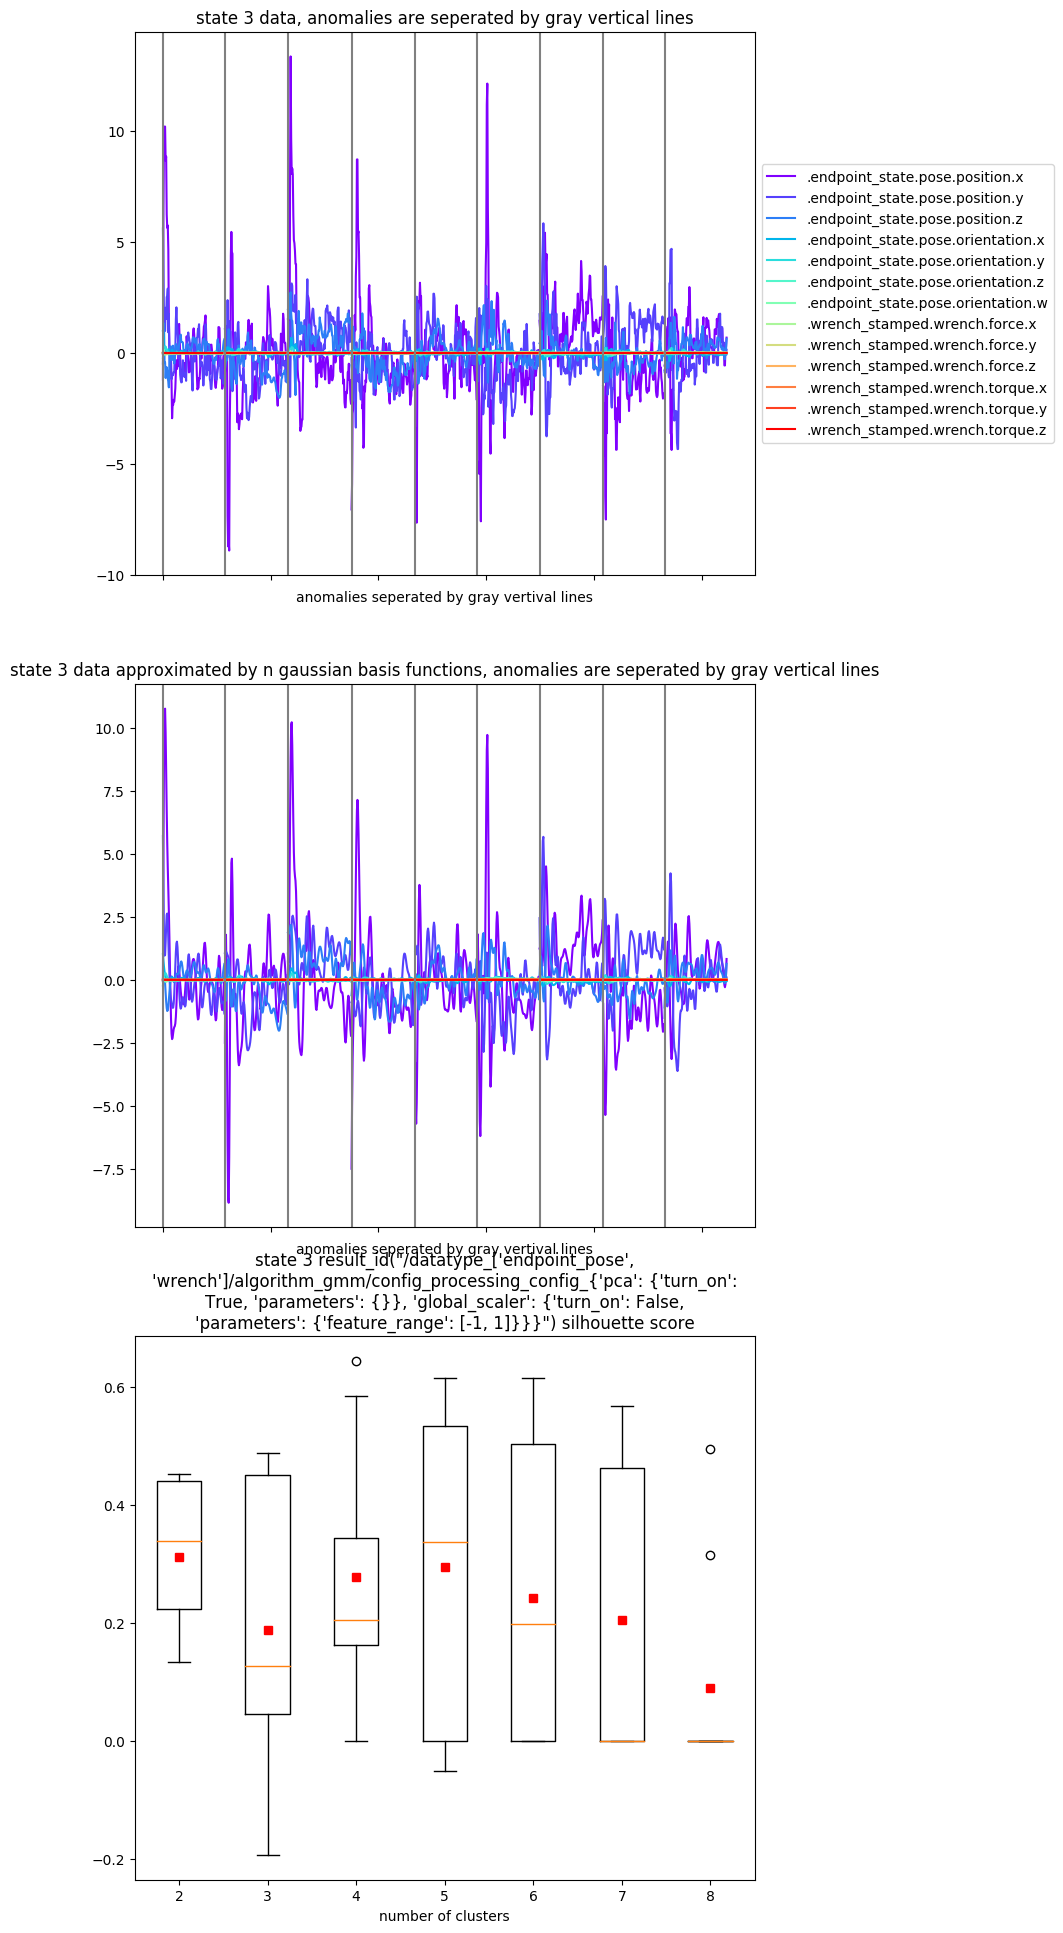 state 3 data, anomalies are seperated by gray vertical lines
10
5
0
−5
−10
anomalies seperated by gray vertival lines
.endpoint_state.pose.position.x
.endpoint_state.pose.position.y
.endpoint_state.pose.position.z
.endpoint_state.pose.orientation.x
.endpoint_state.pose.orientation.y
.endpoint_state.pose.orientation.z
.endpoint_state.pose.orientation.w
.wrench_stamped.wrench.force.x
.wrench_stamped.wrench.force.y
.wrench_stamped.wrench.force.z
.wrench_stamped.wrench.torque.x
.wrench_stamped.wrench.torque.y
.wrench_stamped.wrench.torque.z
state 3 data approximated by n gaussian basis functions, anomalies are seperated by gray vertical lines
10.0
7.5
5.0
2.5
0.0
−2.5
−5.0
−7.5
anomalies seperated by gray vertival lines
state 3 result_id("/datatype_['endpoint_pose',
'wrench']/algorithm_gmm/config_processing_config_{'pca': {'turn_on':
True, 'parameters': {}}, 'global_scaler': {'turn_on': False,
'parameters': {'feature_range': [-1, 1]}}}") silhouette score
0.6
0.4
0.2
0.0
−0.2
2 3 4 5 6 7 8
number of clusters